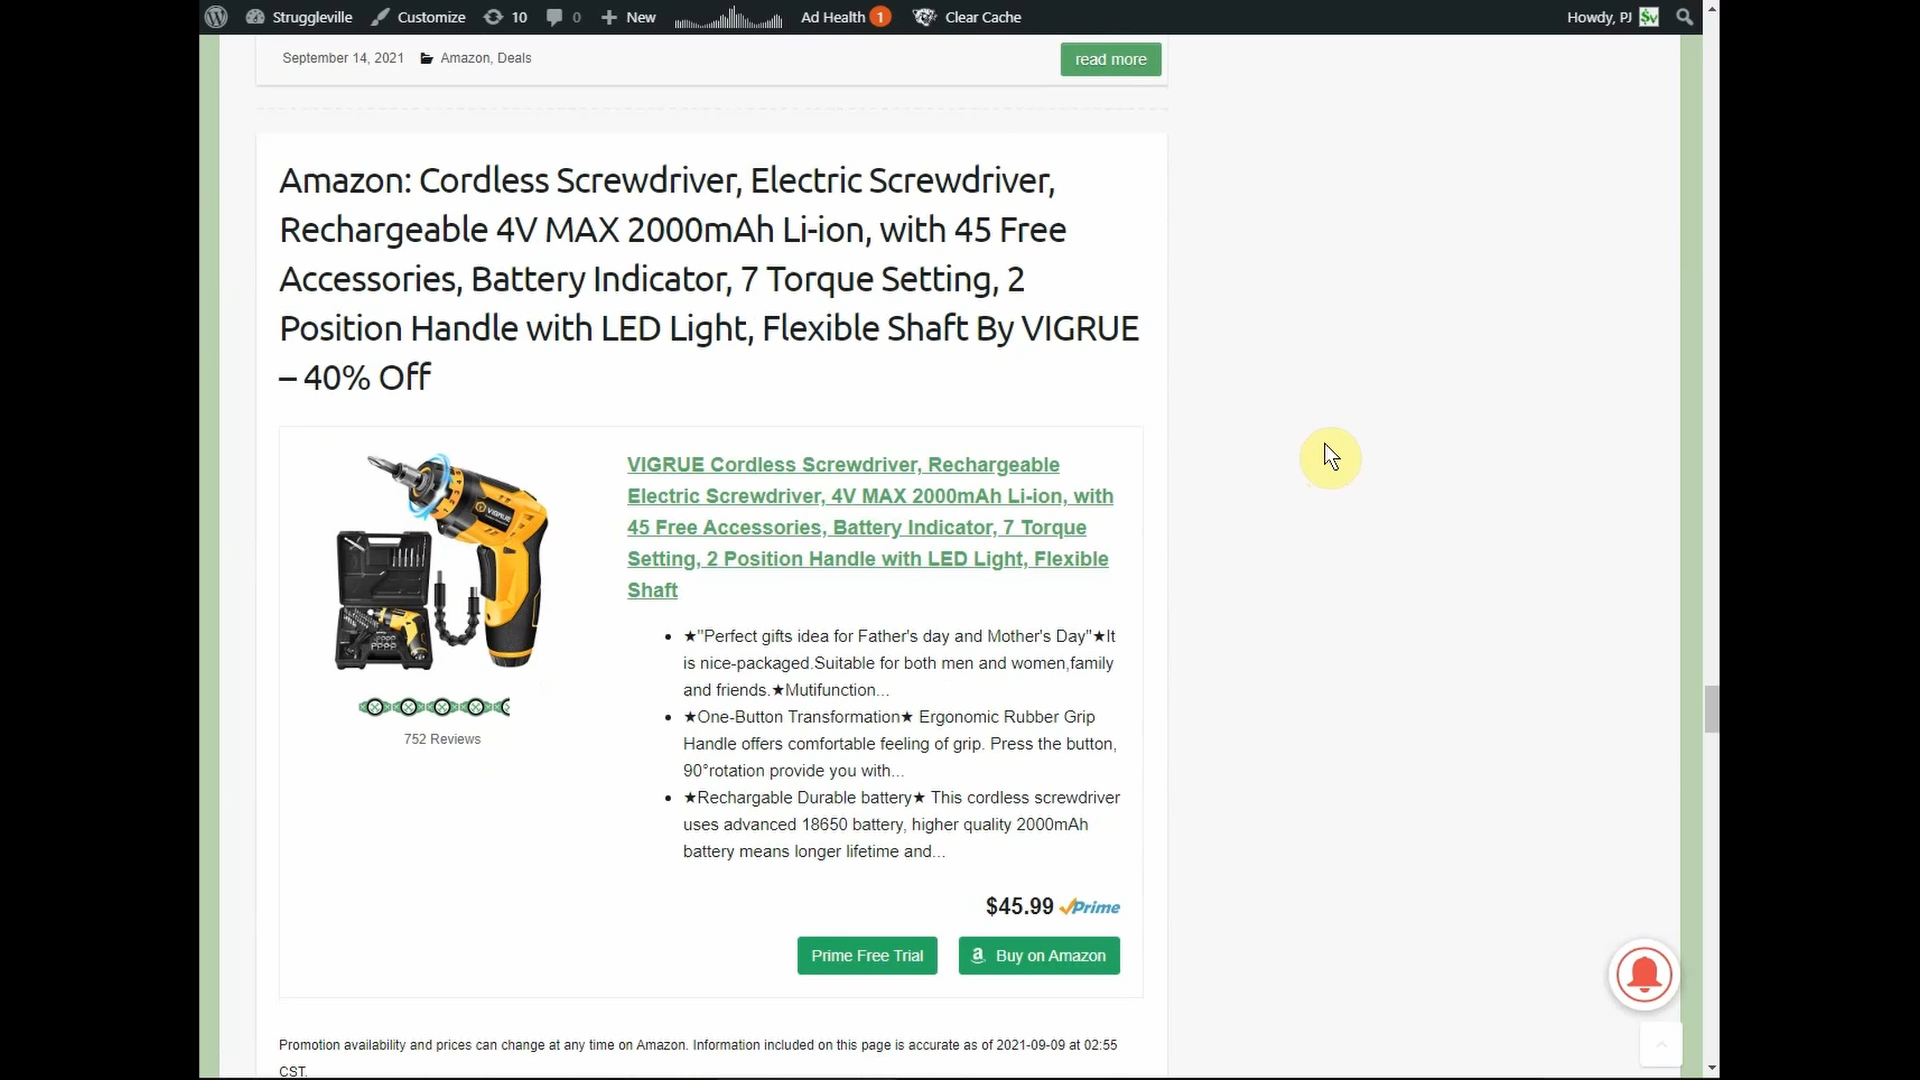 Struggleville Customize 10 0 New Ad Health 1 Clear Cache Howdy, PJ
September 14, 2021 Amazon, Deals read more
Amazon: Cordless Screwdriver, Electric Screwdriver,
Rechargeable 4V MAX 2000mAh Li-ion, with 45 Free
Accessories, Battery Indicator, 7 Torque Setting, 2
Position Handle with LED Light, Flexible Shaft By VIGRUE
– 40% Off
VIGRUE
VIGRUE Cordless Screwdriver, Rechargeable
Electric Screwdriver, 4V MAX 2000mAh Li-ion, with
45 Free Accessories, Battery Indicator, 7 Torque
Setting, 2 Position Handle with LED Light, Flexible
Shaft
752 Reviews
★"Perfect gifts idea for Father's day and Mother's Day"★It
is nice-packaged.Suitable for both men and women,family
and friends.★Mutifunction...
★One-Button Transformation★ Ergonomic Rubber Grip
Handle offers comfortable feeling of grip. Press the button,
90°rotation provide you with...
★Rechargable Durable battery★ This cordless screwdriver
uses advanced 18650 battery, higher quality 2000mAh
battery means longer lifetime and...
$45.99 Prime
Prime Free Trial Buy on Amazon
Promotion availability and prices can change at any time on Amazon. Information included on this page is accurate as of 2021-09-09 at 02:55
CST.